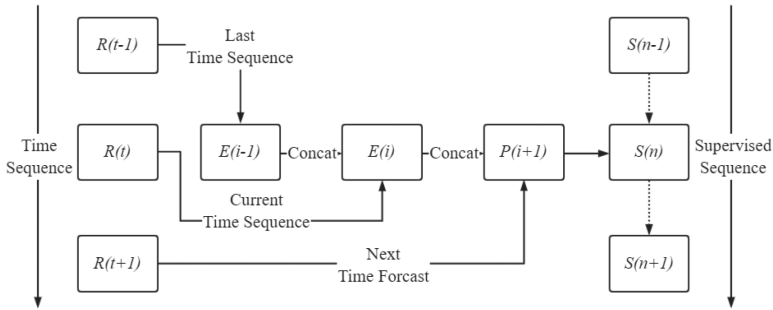 R(t-1)
Last
Time Sequence
S(n-1)
Time
Sequence
R(t)
E(i-1)
Concat
E(i)
Concat
P(i+1)
S(n)
Supervised
Sequence
Current
Time Sequence
R(t+1)
Next
Time Forcast
S(n+1)